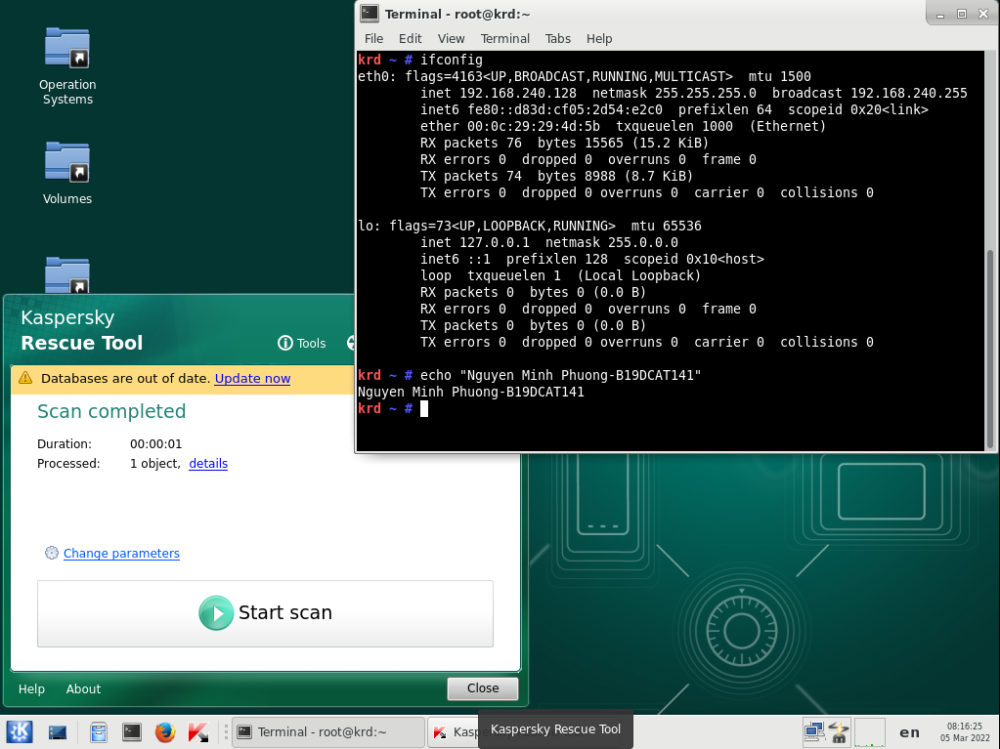 Operation
Systems
Volumes
Terminal - root@krd:~
File Edit View Terminal Tabs Help
krd ~ # ifconfig
eth0: flags=4163<UP,BROADCAST,RUNNING,MULTICAST>  mtu 1500
        inet 192.168.240.128  netmask 255.255.255.0  broadcast 192.168.240.255
        inet6 fe80::d83d:cf05:2d54:e2c0  prefixlen 64  scopeid 0x20<link>
        ether 00:0c:29:29:4d:5b  txqueuelen 1000  (Ethernet)
        RX packets 76  bytes 15565 (15.2 KiB)
        RX errors 0  dropped 0  overruns 0  frame 0
        TX packets 74  bytes 8988 (8.7 KiB)
        TX errors 0  dropped 0 overruns 0  carrier 0  collisions 0
lo: flags=73<UP,LOOPBACK,RUNNING>  mtu 65536
        inet 127.0.0.1  netmask 255.0.0.0
        inet6 ::1  prefixlen 128  scopeid 0x10<host>
        loop  txqueuelen 1  (Local Loopback)
        RX packets 0  bytes 0 (0.0 B)
        RX errors 0  dropped 0  overruns 0  frame 0
        TX packets 0  bytes 0 (0.0 B)
        TX errors 0  dropped 0 overruns 0  carrier 0  collisions 0
krd ~ # echo "Nguyen Minh Phuong-B19DCAT141"
Nguyen Minh Phuong-B19DCAT141
krd ~ #
Kaspersky
Rescue Tool
Tools
Databases are out of date. Update now
Scan completed
Duration: 00:00:01
Processed: 1 object, details
Change parameters
Start scan
Help About Close
Terminal - root@krd:~
Kaspersky Rescue Tool
en
08:16:25
05 Mar 2022